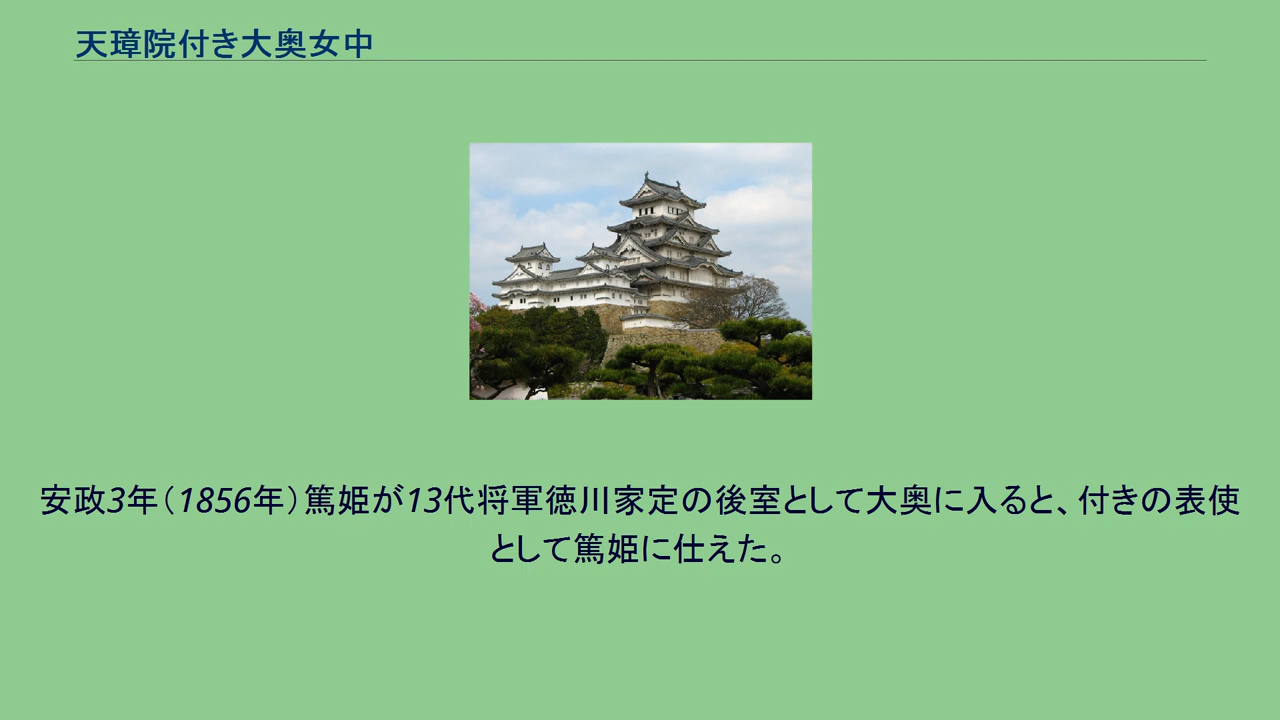 天璋院付き大奥女中
安政3年（1856年）篤姫が13代将軍徳川家定の後室として大奥に入ると、付きの表使
として篤姫に仕えた。